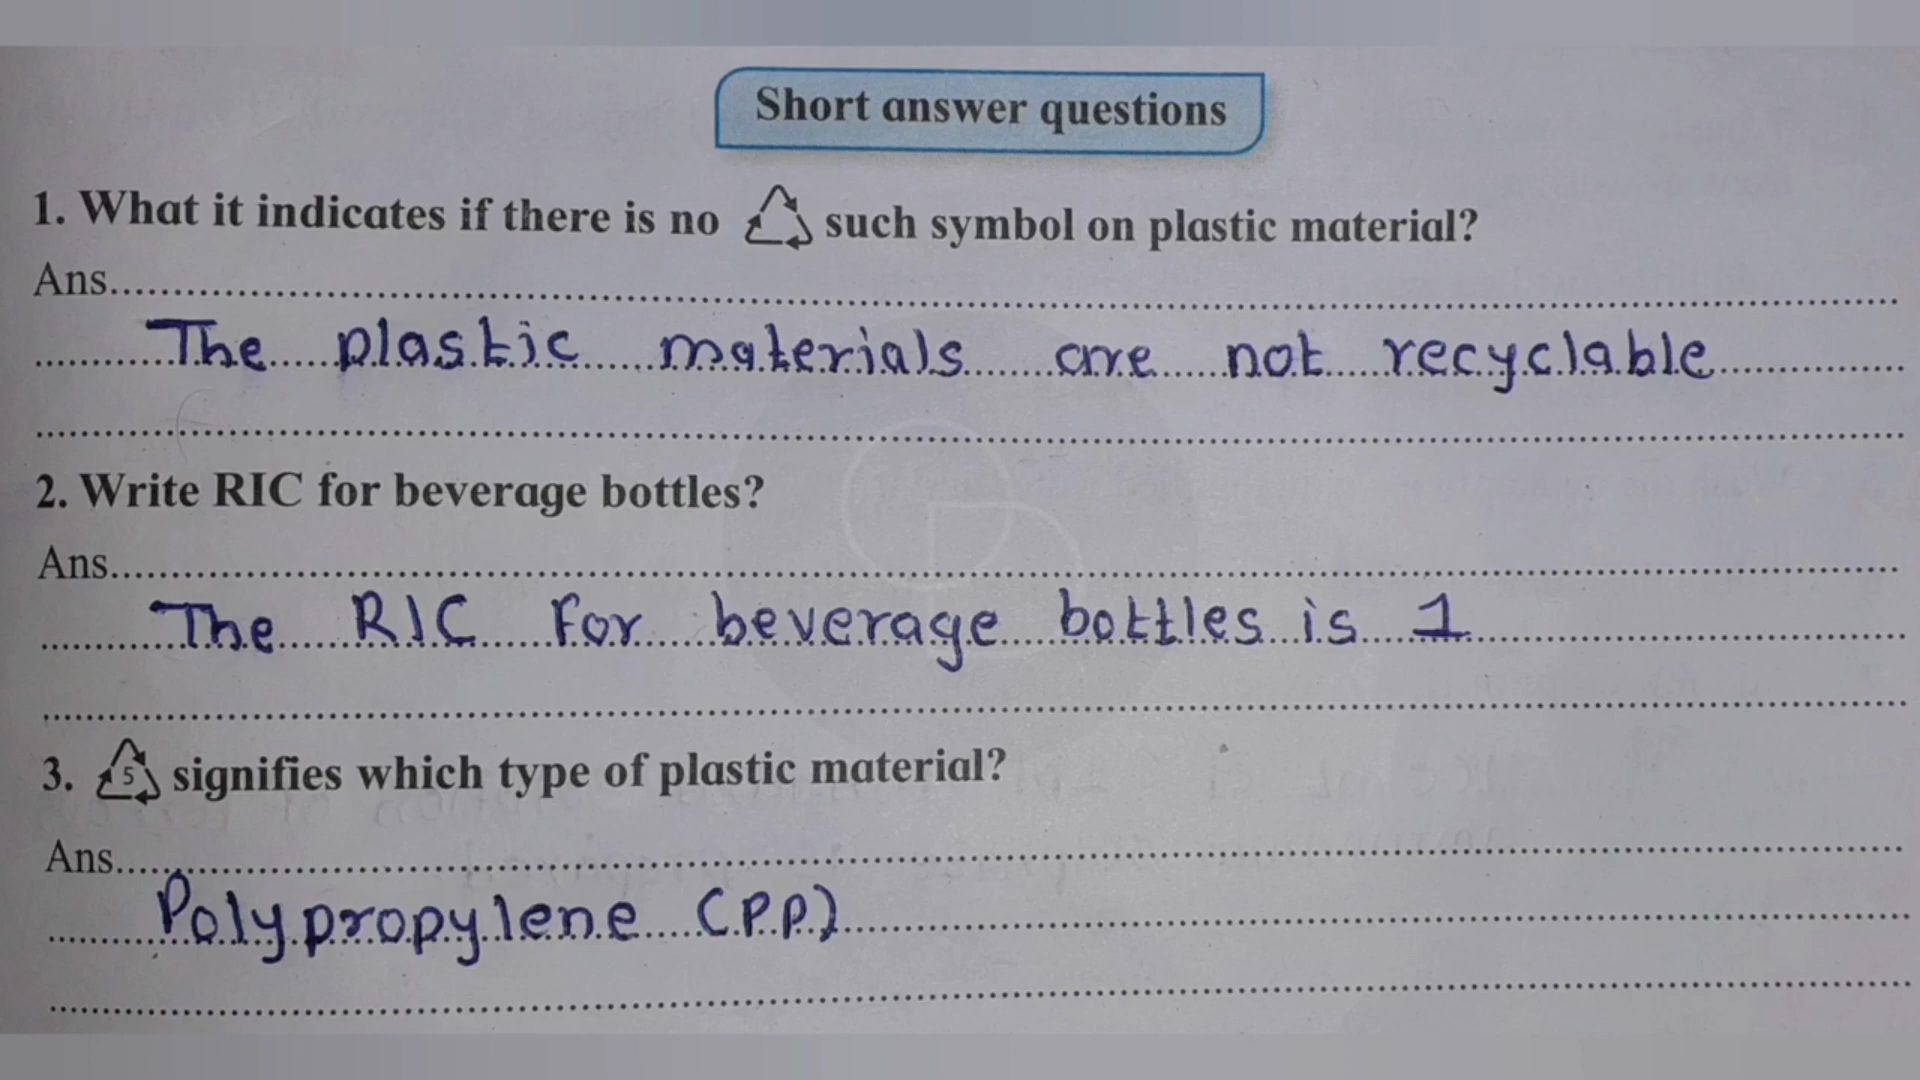 Short answer questions
1. What it indicates if there is no such symbol on plastic material?
Ans.
The plastic materials are not recyclable
2. Write RIC for beverage bottles?
Ans.
The RIC for beverage bottles is 1
3. 5 signifies which type of plastic material?
Ans.
Polypropylene (PP)